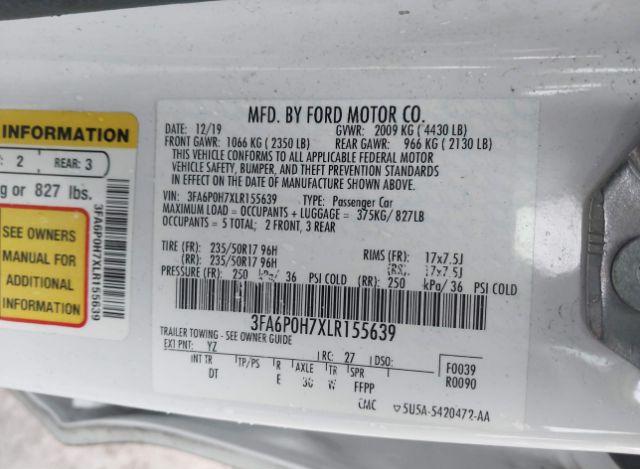 INFORMATION
: 2 REAR: 3
g or 827 lbs.
SEE OWNERS
MANUAL FOR
ADDITIONAL
INFORMATION
3FA6P0H7XLR155639
MFD. BY FORD MOTOR CO.
DATE: 12/19 GVWR: 2009 KG ( 4430 LB)
FRONT GAWR: 1066 KG ( 2350 LB) REAR GAWR: 966 KG ( 2130 LB)
THIS VEHICLE CONFORMS TO ALL APPLICABLE FEDERAL MOTOR
VEHICLE SAFETY, BUMPER, AND THEFT PREVENTION STANDARDS
IN EFFECT ON THE DATE OF MANUFACTURE SHOWN ABOVE.
VIN: 3FA6P0H7XLR155639 TYPE: Passenger Car
MAXIMUM LOAD = OCCUPANTS + LUGGAGE = 375KG/ 827LB
OCCUPANTS = 5 TOTAL; 2 FRONT, 3 REAR
TIRE (FR): 235/50R17 96H RIMS (FR): 17x7.5J
(RR): 235/50R17 96H (RR): 17x7.5J
PRESSURE (FR): 250 kPa/ 36 PSI COLD (RR): 250 kPa/ 36 PSI COLD
3FA6P0H7XLR155639
TRAILER TOWING - SEE OWNER GUIDE
EXT PNT: YZ RC: 27 DSO: F0039
INT TR TP/PS R AXLE TR SPR R0090
DT E 30 W FFPP
CMC 5U5A-5420472-AA